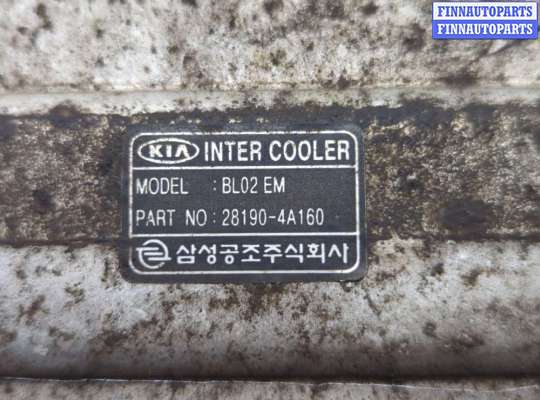 FINNAUTOPARTS
FINNAUTOPARTS
KIA INTER COOLER
MODEL : BL02 EM
PART NO : 28190-4A160
삼성공조주식회사